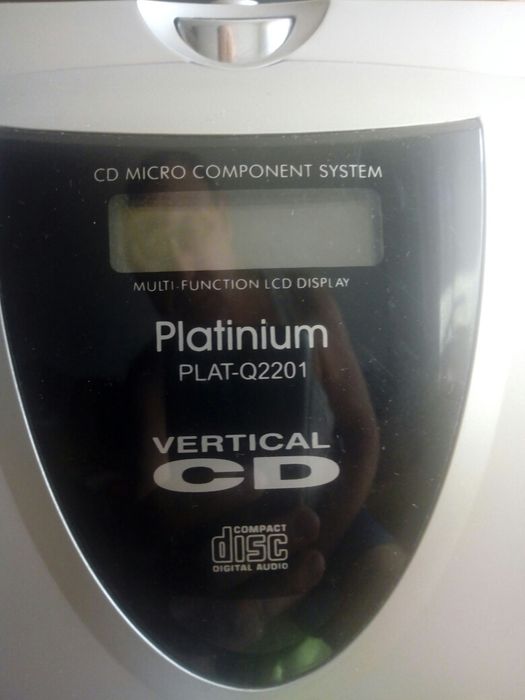 CD MICRO COMPONENT SYSTEM
MULTI-FUNCTION LCD DISPLAY
Platinium
PLAT-Q2201
VERTICAL
CD
COMPACT
disc
DIGITAL AUDIO